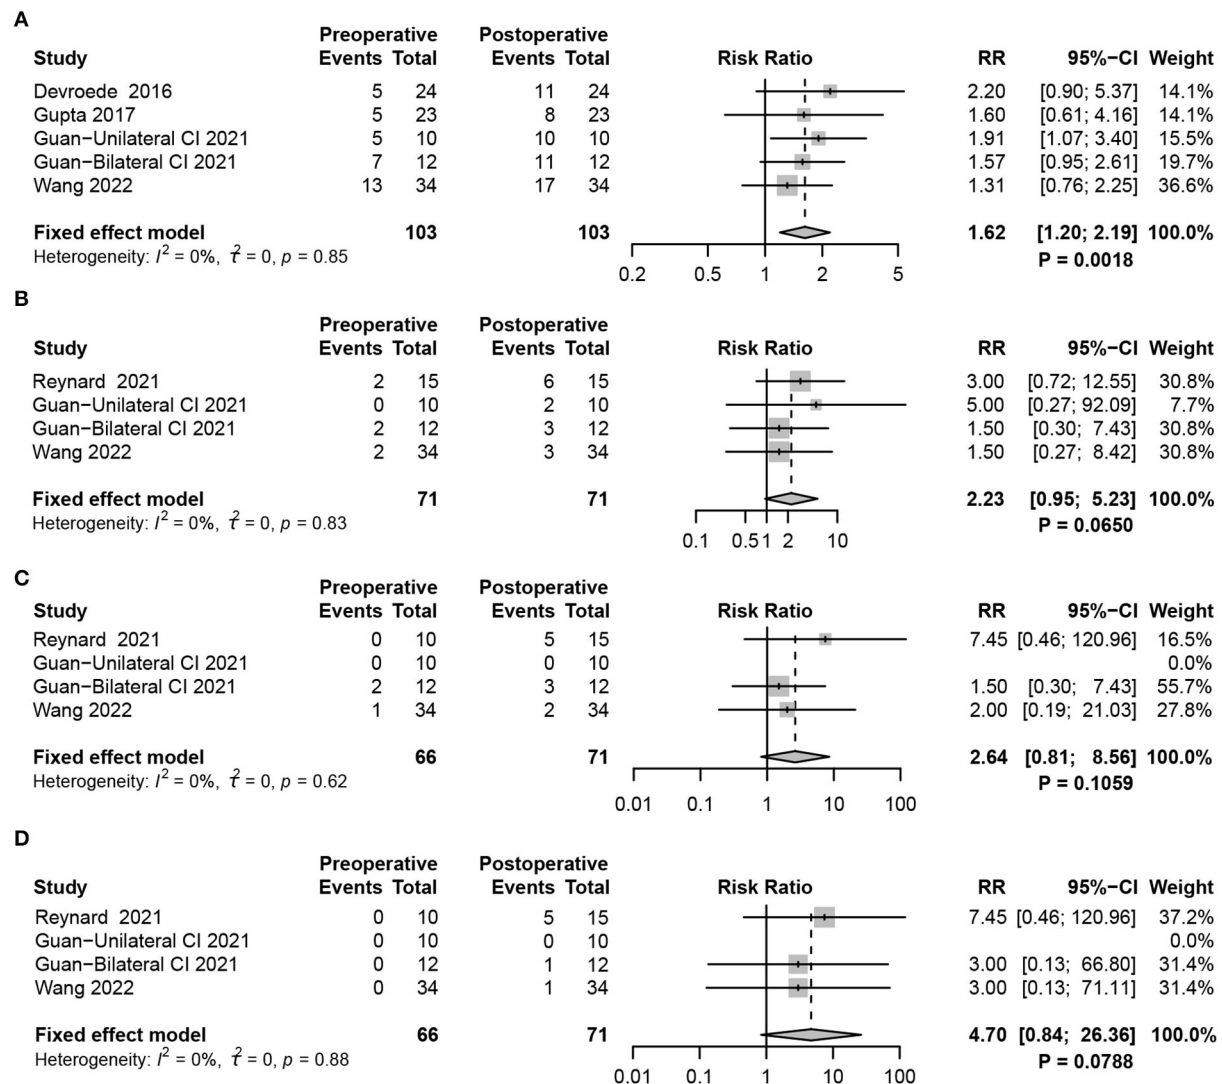 A
Preoperative Postoperative
Study Events Total Events Total Risk Ratio RR 95%−CI Weight
Devroede 2016 5 24 11 24 2.20 [0.90; 5.37] 14.1%
Gupta 2017 5 23 8 23 1.60 [0.61; 4.16] 14.1%
Guan−Unilateral CI 2021 5 10 10 10 1.91 [1.07; 3.40] 15.5%
Guan−Bilateral CI 2021 7 12 11 12 1.57 [0.95; 2.61] 19.7%
Wang 2022 13 34 17 34 1.31 [0.76; 2.25] 36.6%
Fixed effect model 103 103 1.62 [1.20; 2.19] 100.0%
Heterogeneity: I² = 0%, τ² = 0, p = 0.85 P = 0.0018
0.2 0.5 1 2 5
B
Preoperative Postoperative
Study Events Total Events Total Risk Ratio RR 95%−CI Weight
Reynard 2021 2 15 6 15 3.00 [0.72; 12.55] 30.8%
Guan−Unilateral CI 2021 0 10 2 10 5.00 [0.27; 92.09] 7.7%
Guan−Bilateral CI 2021 2 12 3 12 1.50 [0.30; 7.43] 30.8%
Wang 2022 2 34 3 34 1.50 [0.27; 8.42] 30.8%
Fixed effect model 71 71 2.23 [0.95; 5.23] 100.0%
Heterogeneity: I² = 0%, τ² = 0, p = 0.83 P = 0.0650
0.1 0.5 1 2 10
C
Preoperative Postoperative
Study Events Total Events Total Risk Ratio RR 95%−CI Weight
Reynard 2021 0 10 5 15 7.45 [0.46; 120.96] 16.5%
Guan−Unilateral CI 2021 0 10 0 10 0.0%
Guan−Bilateral CI 2021 2 12 3 12 1.50 [0.30; 7.43] 55.7%
Wang 2022 1 34 2 34 2.00 [0.19; 21.03] 27.8%
Fixed effect model 66 71 2.64 [0.81; 8.56] 100.0%
Heterogeneity: I² = 0%, τ² = 0, p = 0.62 P = 0.1059
0.01 0.1 1 10 100
D
Preoperative Postoperative
Study Events Total Events Total Risk Ratio RR 95%−CI Weight
Reynard 2021 0 10 5 15 7.45 [0.46; 120.96] 37.2%
Guan−Unilateral CI 2021 0 10 0 10 0.0%
Guan−Bilateral CI 2021 0 12 1 12 3.00 [0.13; 66.80] 31.4%
Wang 2022 0 34 1 34 3.00 [0.13; 71.11] 31.4%
Fixed effect model 66 71 4.70 [0.84; 26.36] 100.0%
Heterogeneity: I² = 0%, τ² = 0, p = 0.88 P = 0.0788
0.01 0.1 1 10 100